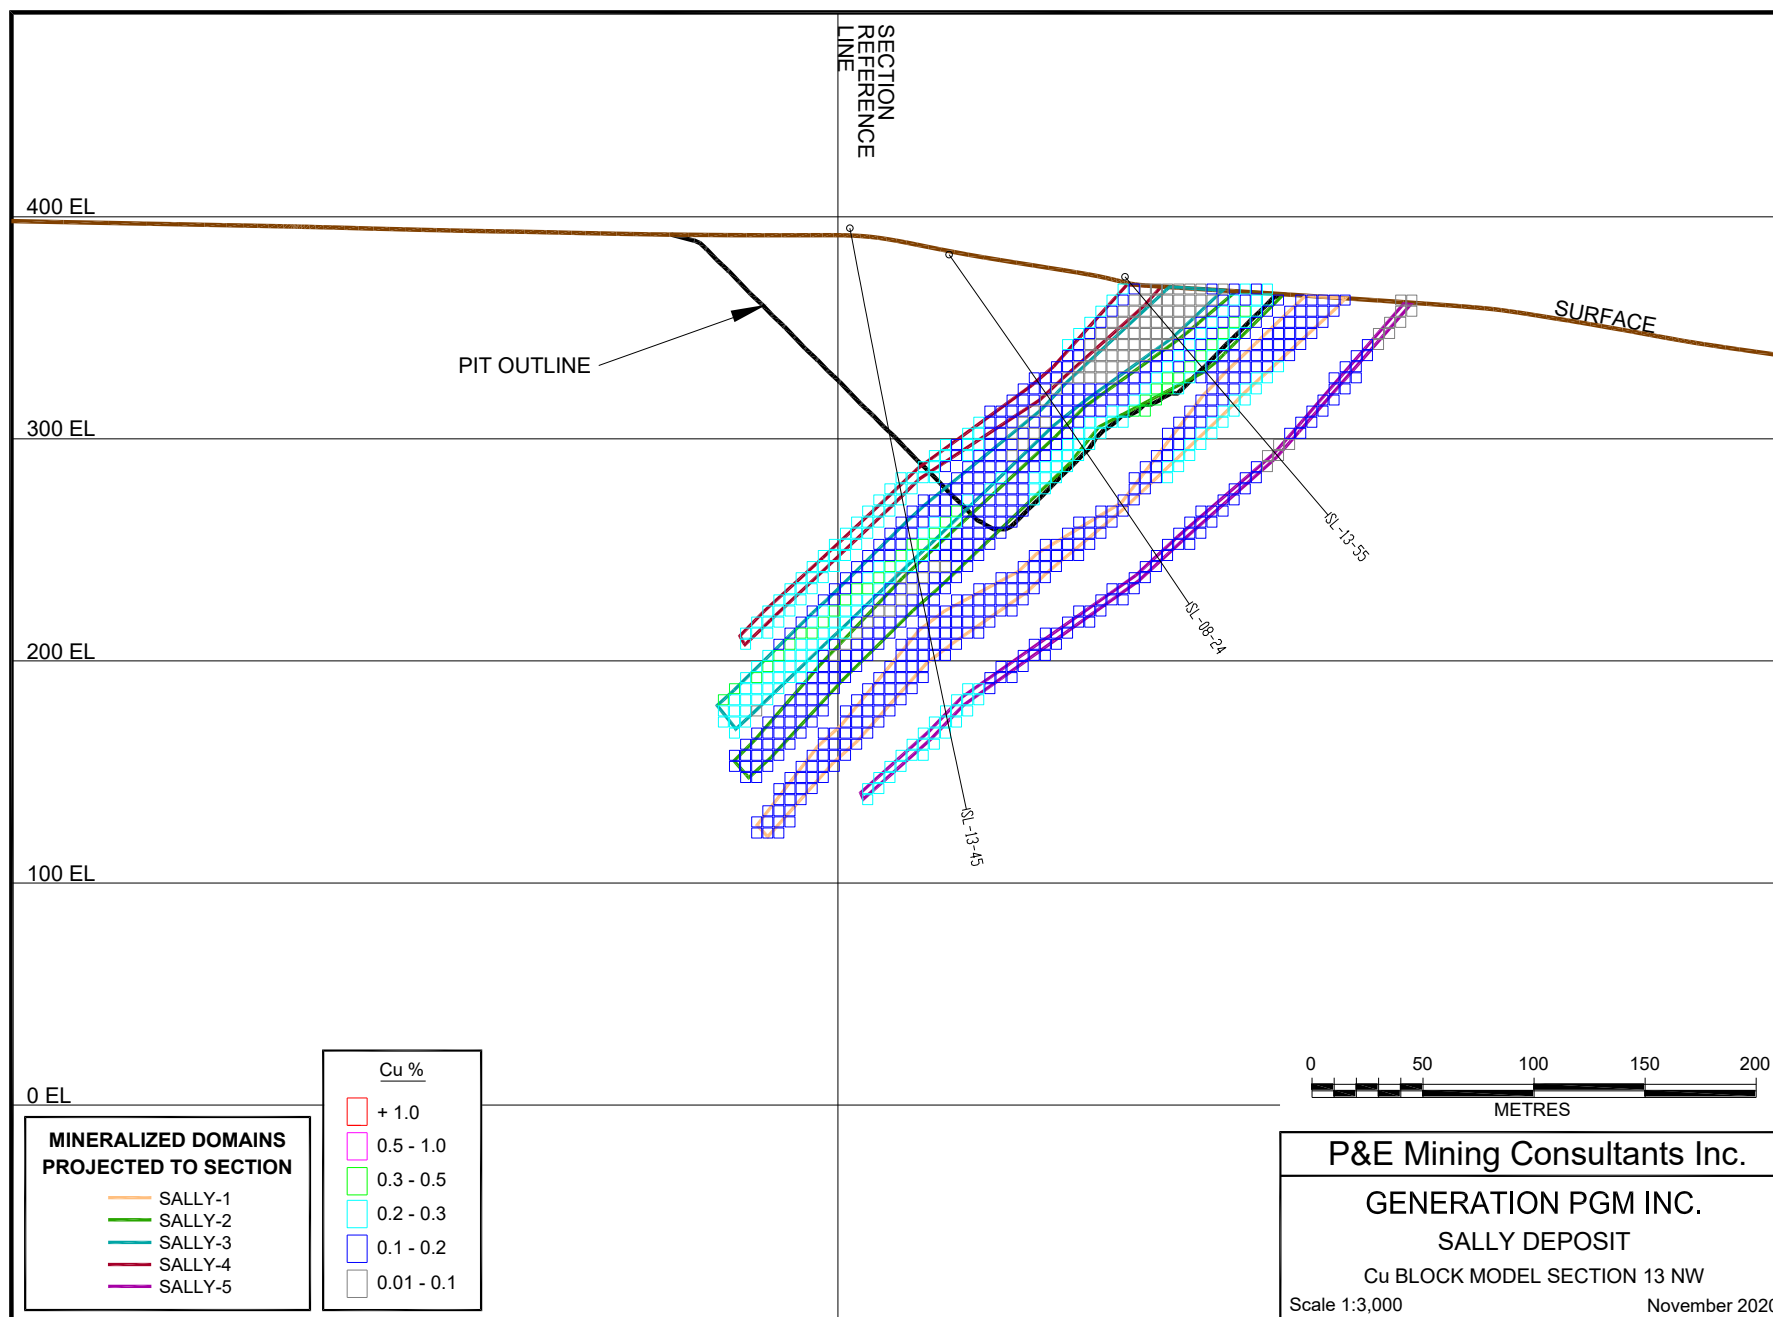 SECTION
REFERENCE
LINE
400 EL
SURFACE
PIT OUTLINE
300 EL
SL-13-55
SL-08-24
200 EL
SL-13-45
100 EL
0 EL
MINERALIZED DOMAINS
PROJECTED TO SECTION
SALLY-1
SALLY-2
SALLY-3
SALLY-4
SALLY-5
Cu %
+ 1.0
0.5 - 1.0
0.3 - 0.5
0.2 - 0.3
0.1 - 0.2
0.01 - 0.1
0 50 100 150 200
METRES
P&E Mining Consultants Inc.
GENERATION PGM INC.
SALLY DEPOSIT
Cu BLOCK MODEL SECTION 13 NW
Scale 1:3,000 November 2020